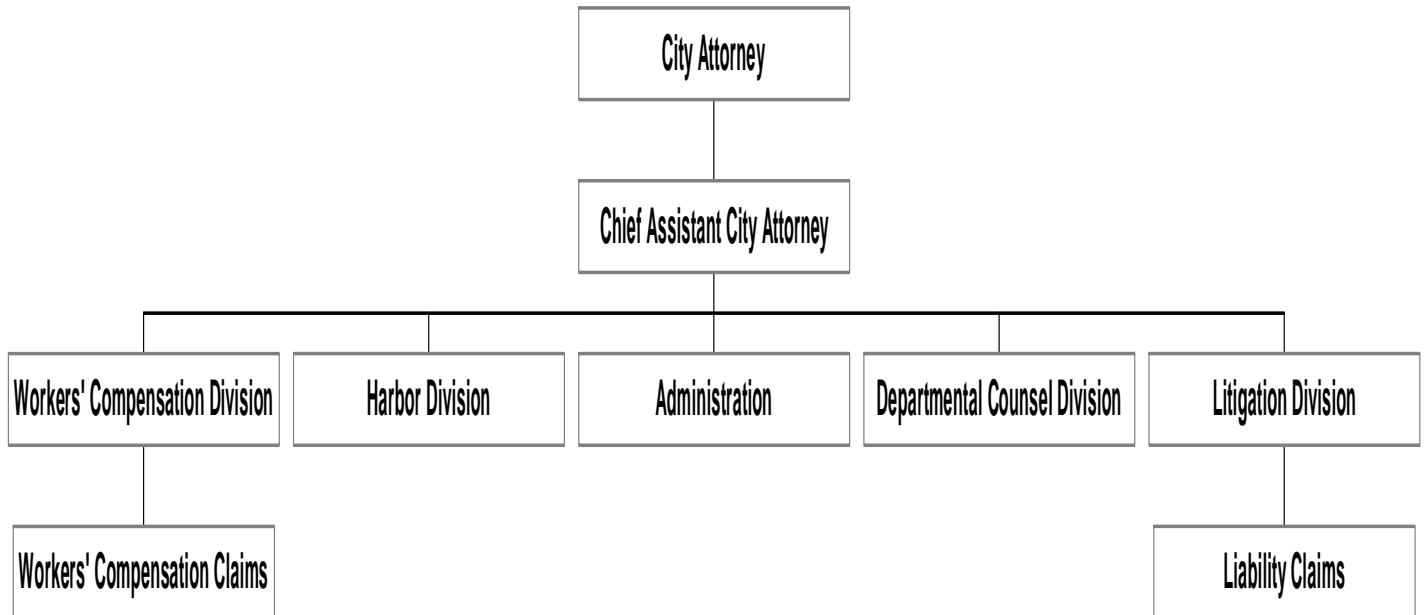 City Attorney
Chief Assistant City Attorney
Workers' Compensation Division
Harbor Division
Administration
Departmental Counsel Division
Litigation Division
Workers' Compensation Claims
Liability Claims